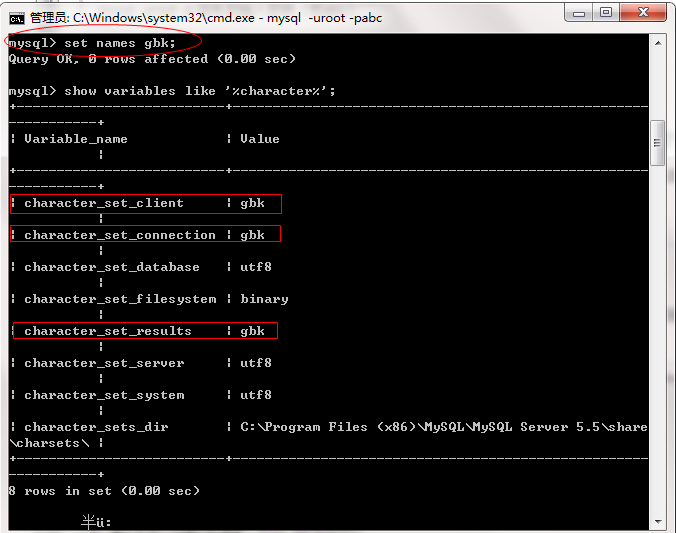 管理员: C:\Windows\system32\cmd.exe - mysql -uroot -pabc
mysql> set names gbk;
Query OK, 0 rows affected (0.00 sec)
mysql> show variables like '%character%';
+--------------------------+-----------------------------------------------------
-----------+
| Variable_name            | Value
           |
+--------------------------+-----------------------------------------------------
-----------+
| character_set_client     | gbk
           |
| character_set_connection | gbk
           |
| character_set_database   | utf8
           |
| character_set_filesystem | binary
           |
| character_set_results    | gbk
           |
| character_set_server     | utf8
           |
| character_set_system     | utf8
           |
| character_sets_dir       | C:\Program Files (x86)\MySQL\MySQL Server 5.5\share
\charsets\ |
+--------------------------+-----------------------------------------------------
-----------+
8 rows in set (0.00 sec)
半ü: